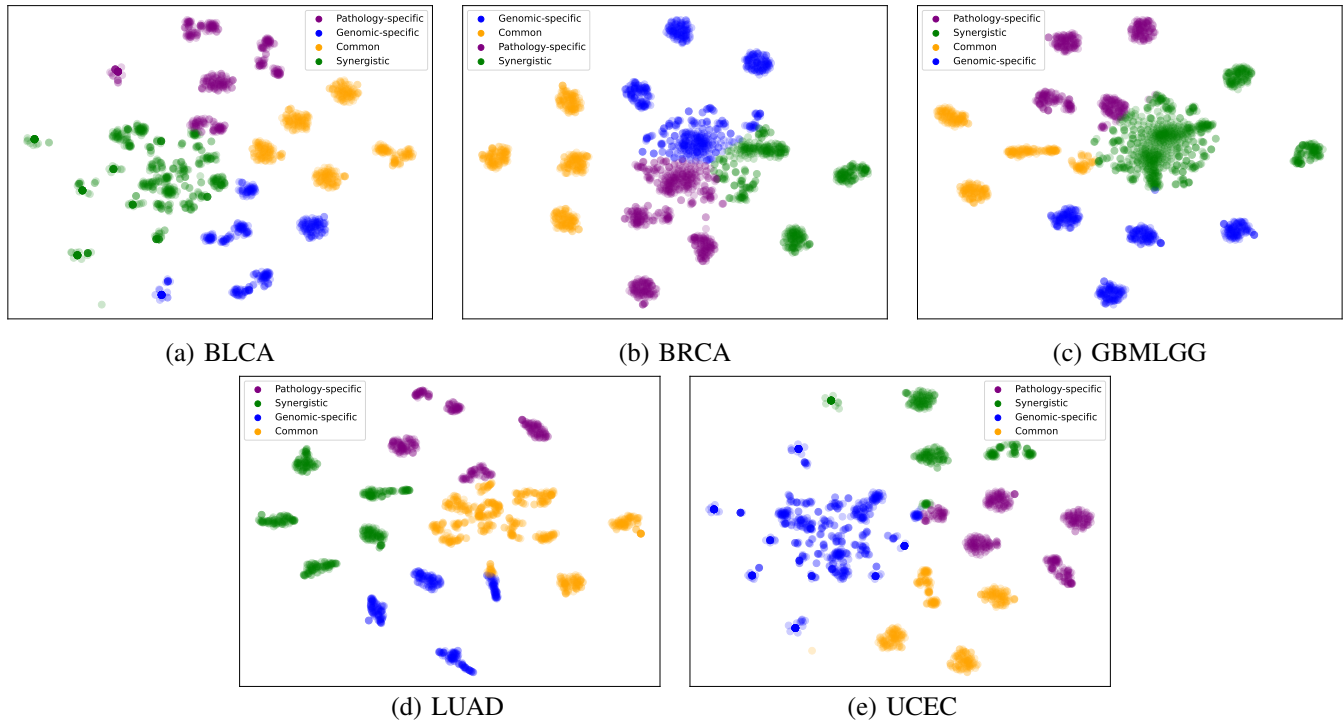 Pathology-specific
Genomic-specific
Common
Synergistic
(a) BLCA
Genomic-specific
Common
Pathology-specific
Synergistic
(b) BRCA
Pathology-specific
Synergistic
Common
Genomic-specific
(c) GBMLGG
Pathology-specific
Synergistic
Genomic-specific
Common
(d) LUAD
Pathology-specific
Synergistic
Genomic-specific
Common
(e) UCEC